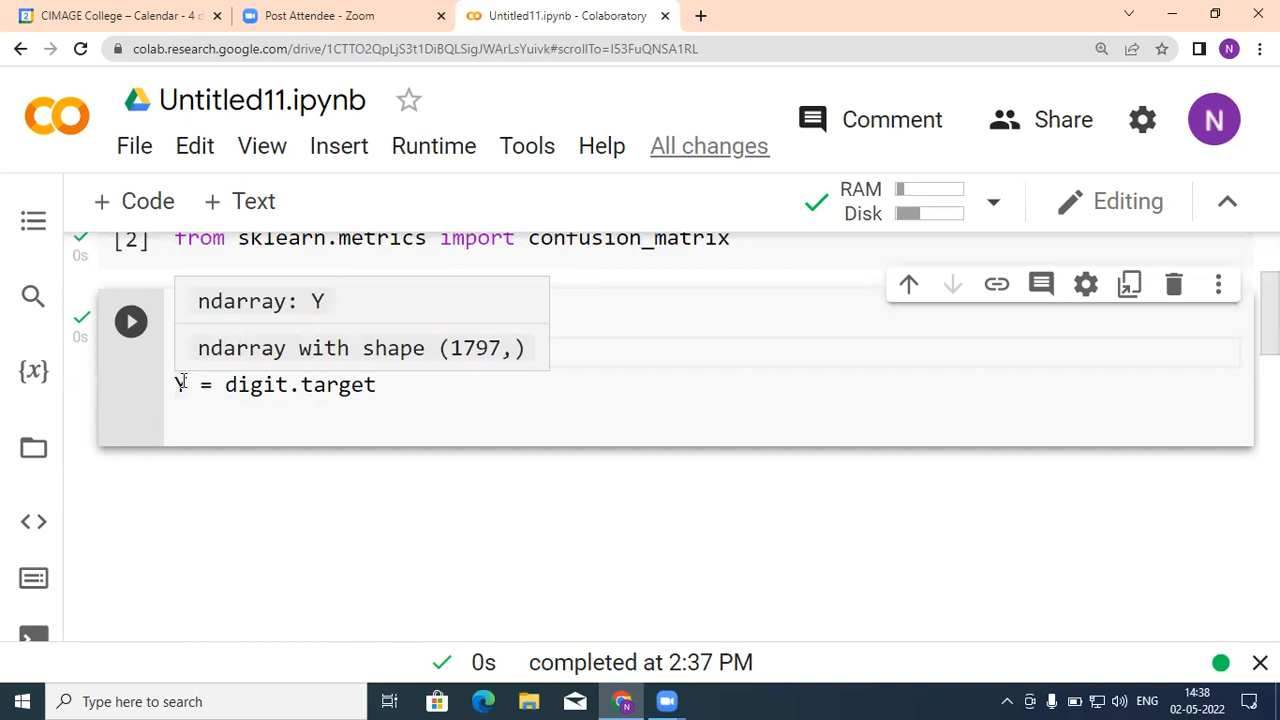 CIMAGE College – Calendar - 4 d
Post Attendee - Zoom
Untitled11.ipynb - Colaboratory
colab.research.google.com/drive/1CTTO2QpLjS3t1DiBQLSigJWArLsYuivk#scrollTo=I53FuQNSA1RL
N
Untitled11.ipynb
Comment
Share
N
File Edit View Insert Runtime Tools Help All changes
+ Code + Text
RAM
Disk
Editing
[2] from sklearn.metrics import confusion_matrix
0s
ndarray: Y
0s
ndarray with shape (1797,)
Y = digit.target
{x}
0s completed at 2:37 PM
Type here to search
ENG
14:38
02-05-2022